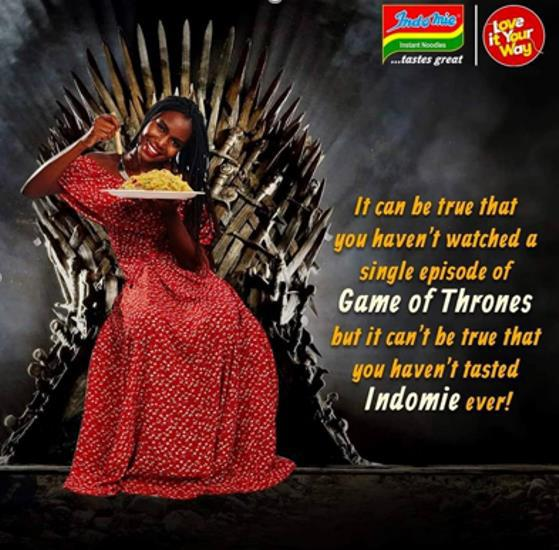 Indomie
Instant Noodles
...tastes great
Love
it Your
Way
It can be true that
you haven't watched a
single episode of
Game of Thrones
but it can't be true that
you haven't tasted
Indomie ever!